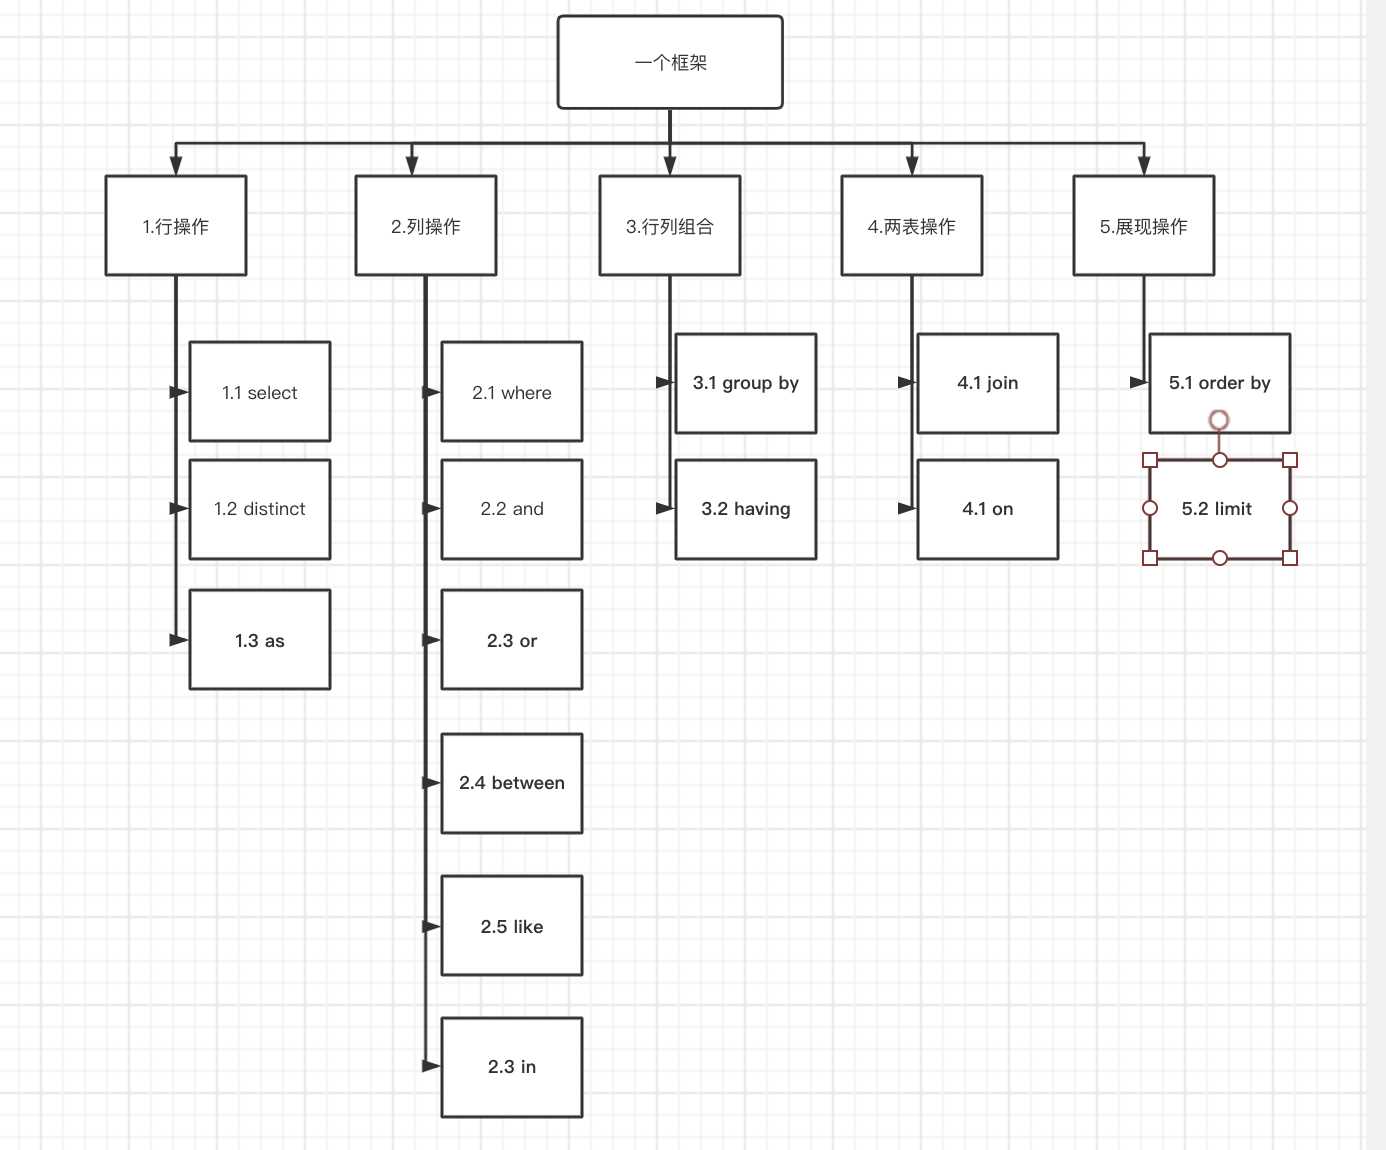 一个框架
1.行操作
2.列操作
3.行列组合
4.两表操作
5.展现操作
1.1 select
1.2 distinct
1.3 as
2.1 where
2.2 and
2.3 or
2.4 between
2.5 like
2.3 in
3.1 group by
3.2 having
4.1 join
4.1 on
5.1 order by
5.2 limit